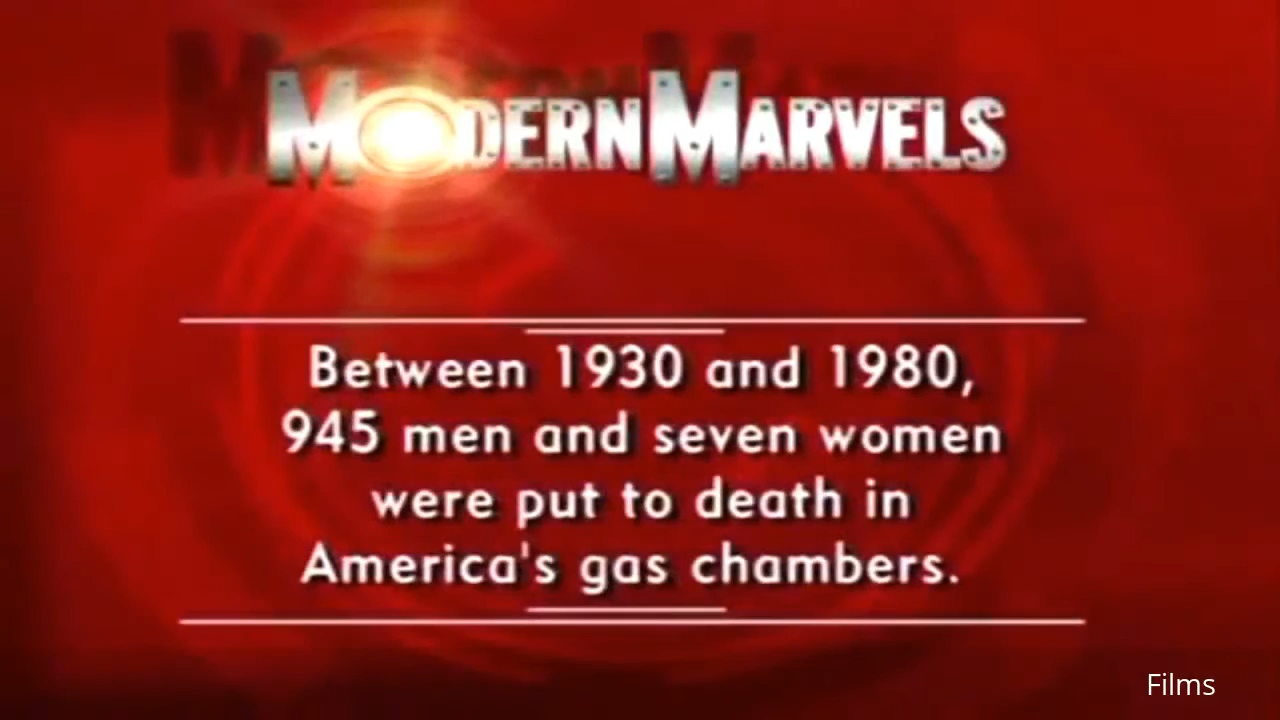 MODERN MARVELS
Between 1930 and 1980,
945 men and seven women
were put to death in
America's gas chambers.
Films